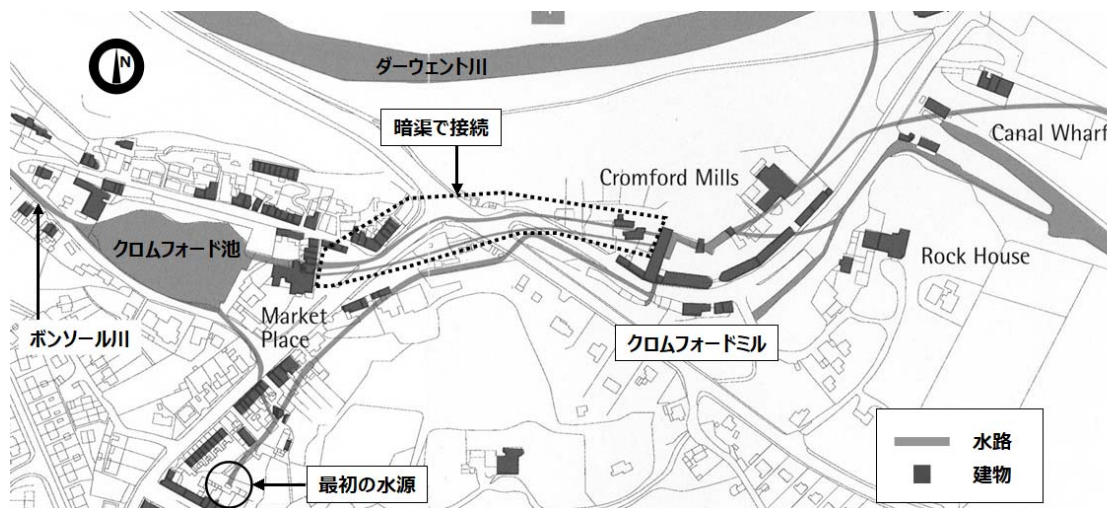 ダーウェント川
N
暗渠で接続
Canal Wharf
Cromford Mills
クロムフォード池
Rock House
ボンソール川
Market
Place
クロムフォードミル
水路
建物
最初の水源